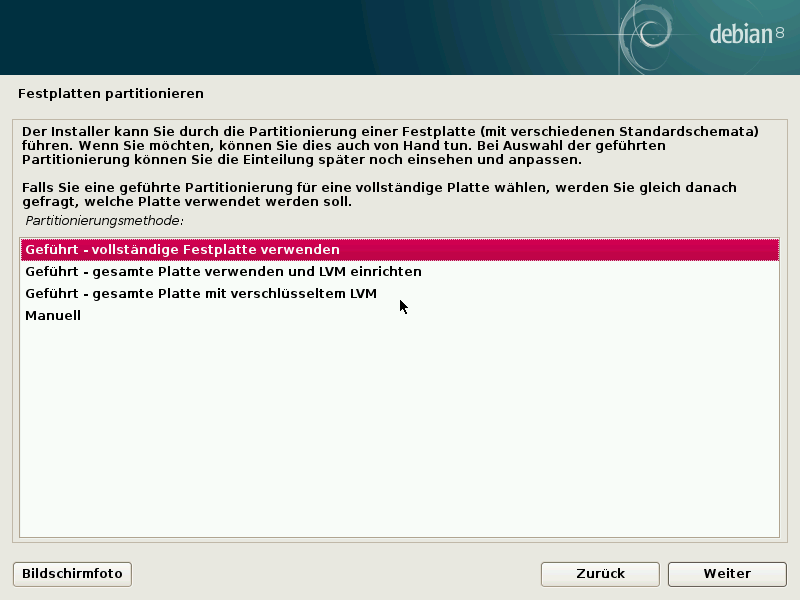 debian 8
Festplatten partitionieren
Der Installer kann Sie durch die Partitionierung einer Festplatte (mit verschiedenen Standardschemata)
führen. Wenn Sie möchten, können Sie dies auch von Hand tun. Bei Auswahl der geführten
Partitionierung können Sie die Einteilung später noch einsehen und anpassen.
Falls Sie eine geführte Partitionierung für eine vollständige Platte wählen, werden Sie gleich danach
gefragt, welche Platte verwendet werden soll.
Partitionierungsmethode:
Geführt - vollständige Festplatte verwenden
Geführt - gesamte Platte verwenden und LVM einrichten
Geführt - gesamte Platte mit verschlüsseltem LVM
Manuell
Bildschirmfoto
Zurück
Weiter